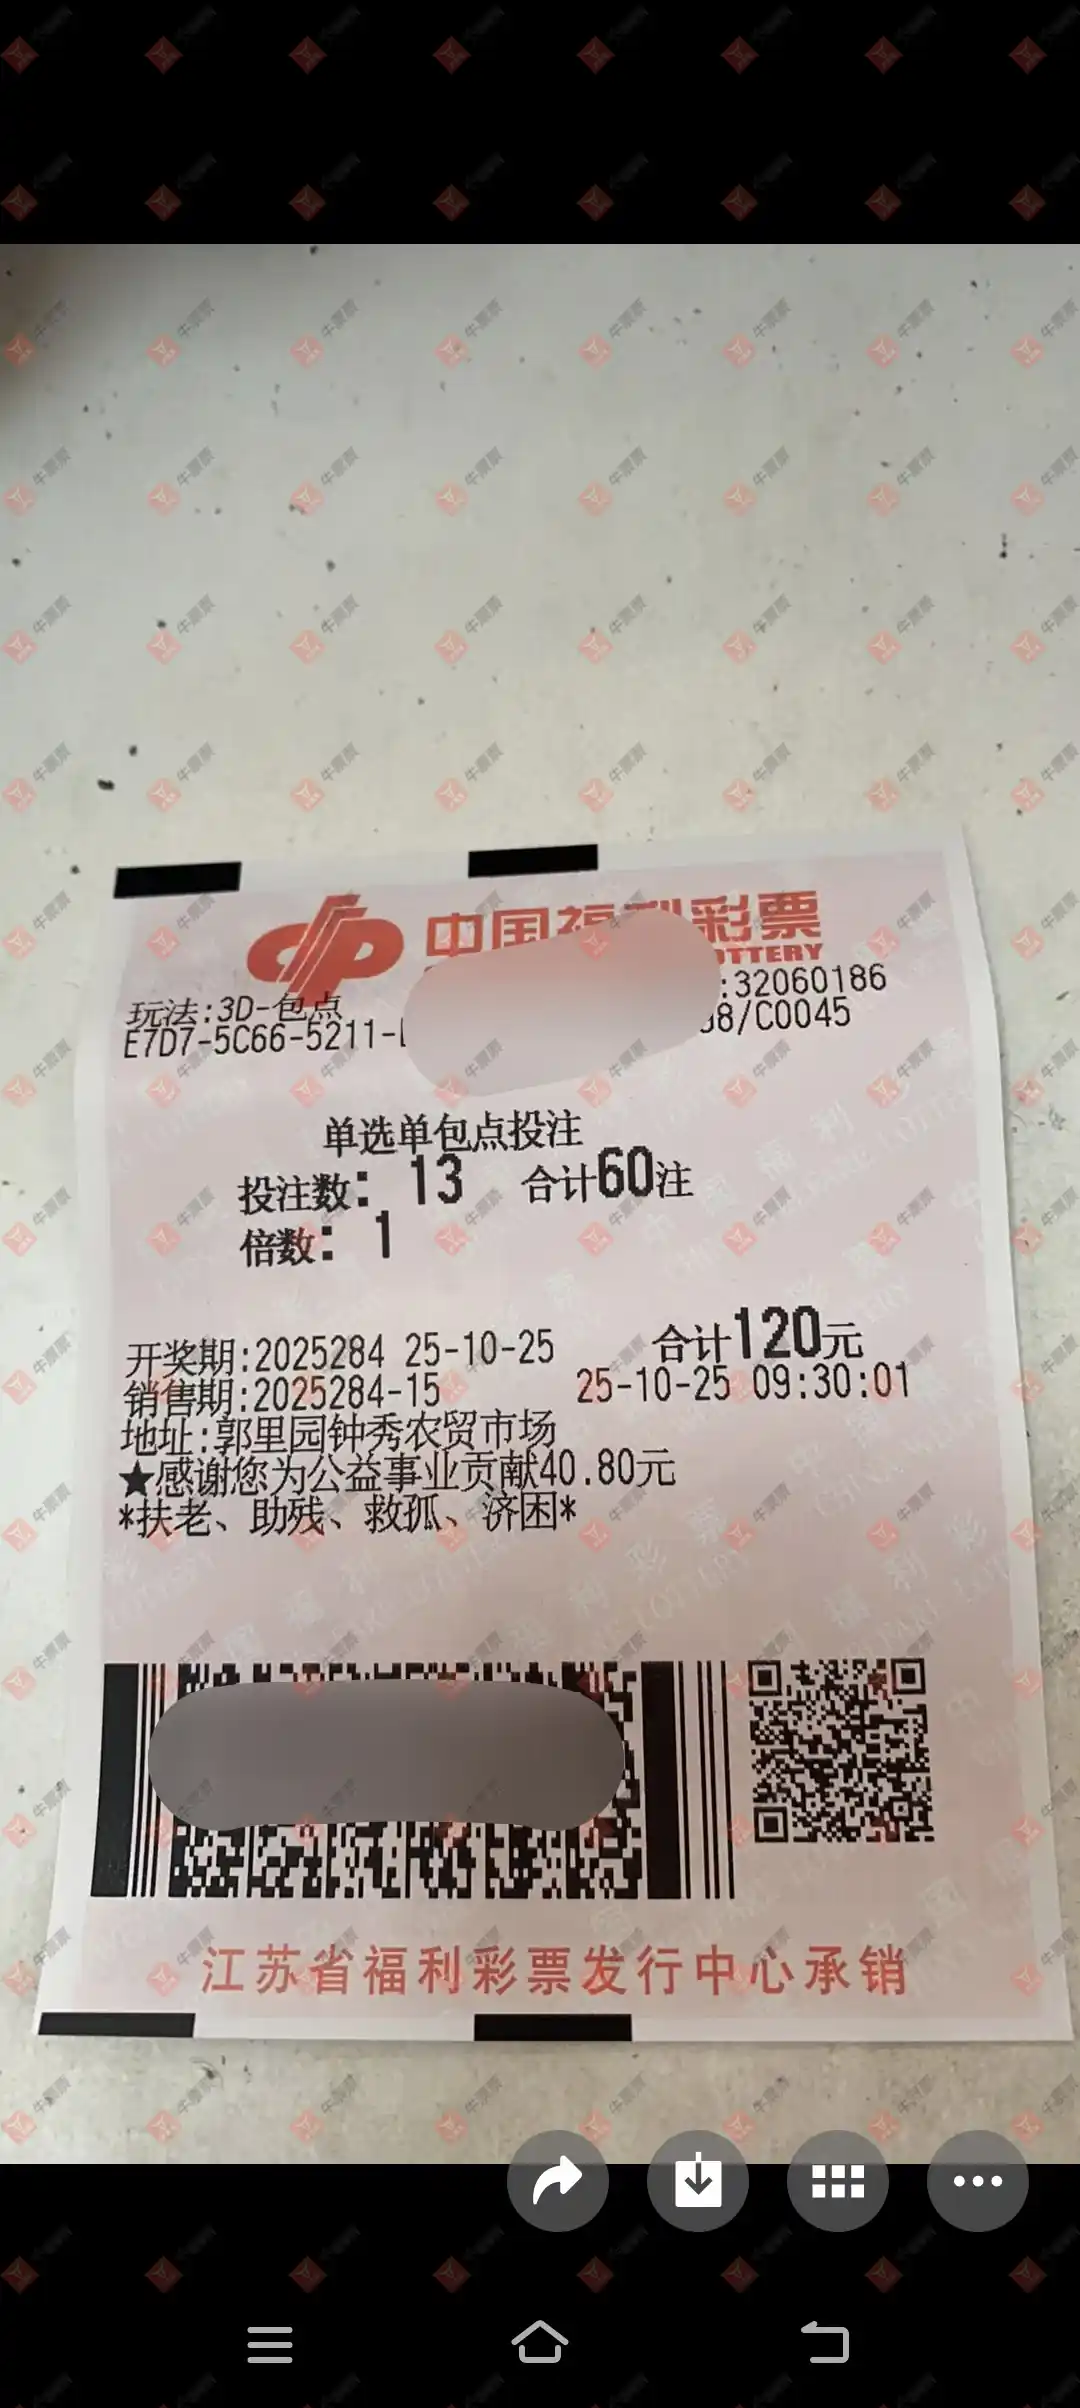 中国福利彩票
玩法:3D-包点 :32060186
E7D7-5C66-5211- 08/C0045
单选单包点投注
投注数: 13 合计60注
倍数: 1
开奖期:2025284 25-10-25 合计120元
销售期:2025284-15 25-10-25 09:30:01
地址:郭里园钟秀农贸市场
★感谢您为公益事业贡献40.80元
*扶老、助残、救孤、济困*
江苏省福利彩票发行中心承销
牛票票